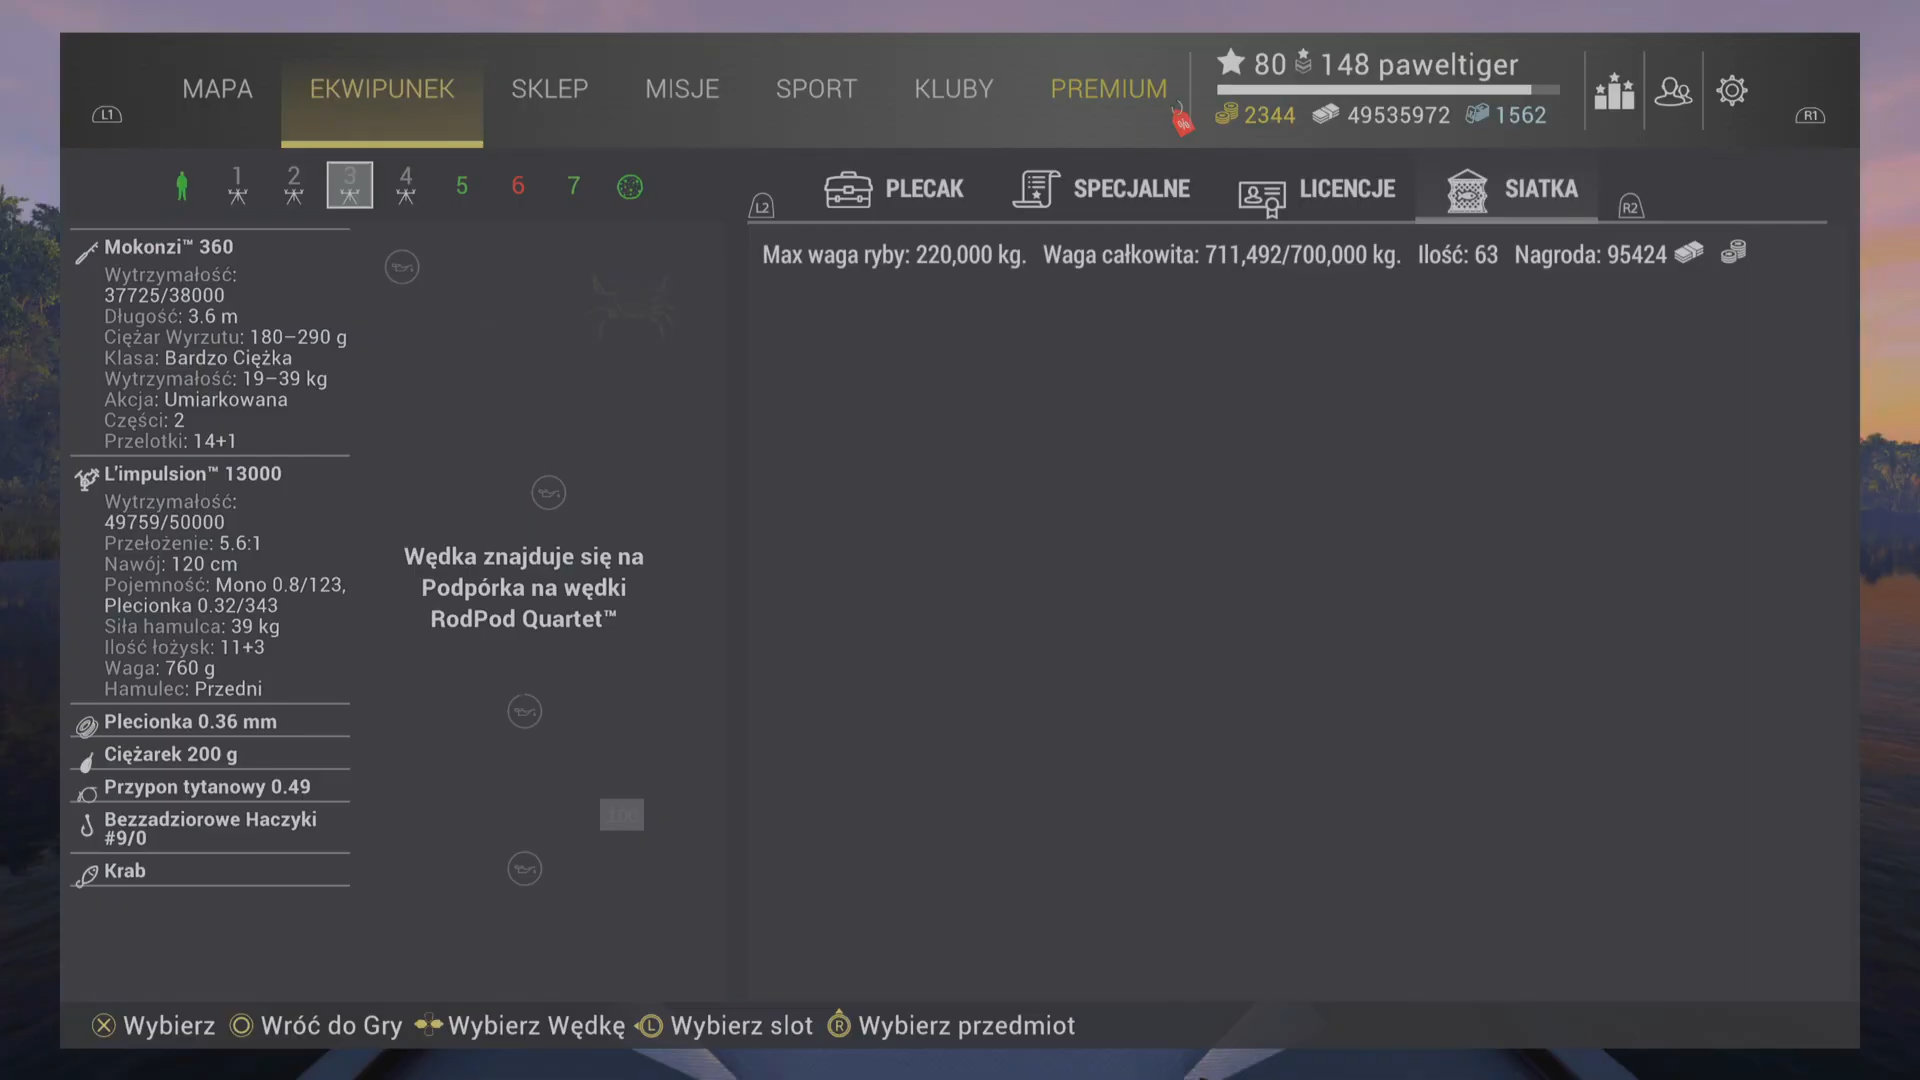 L1
MAPA
EKWIPUNEK
SKLEP
MISJE
SPORT
KLUBY
PREMIUM
%
80 148 paweltiger
2344 49535972 1562
R1
1 2 3 4 5 6 7
L2
PLECAK
SPECJALNE
LICENCJE
SIATKA
R2
Max waga ryby: 220,000 kg. Waga całkowita: 711,492/700,000 kg. Ilość: 63 Nagroda: 95424
Mokonzi™ 360
Wytrzymałość:
37725/38000
Długość: 3.6 m
Ciężar Wyrzutu: 180–290 g
Klasa: Bardzo Ciężka
Wytrzymałość: 19–39 kg
Akcja: Umiarkowana
Części: 2
Przelotki: 14+1
L'impulsion™ 13000
Wytrzymałość:
49759/50000
Przełożenie: 5.6:1
Nawój: 120 cm
Pojemność: Mono 0.8/123,
Plecionka 0.32/343
Siła hamulca: 39 kg
Ilość łożysk: 11+3
Waga: 760 g
Hamulec: Przedni
Plecionka 0.36 mm
Ciężarek 200 g
Przypon tytanowy 0.49
Bezzadziorowe Haczyki
#9/0
Krab
Wędka znajduje się na
Podpórka na wędki
RodPod Quartet™
100
Wybierz
Wróć do Gry
Wybierz Wędkę
L
Wybierz slot
R
Wybierz przedmiot